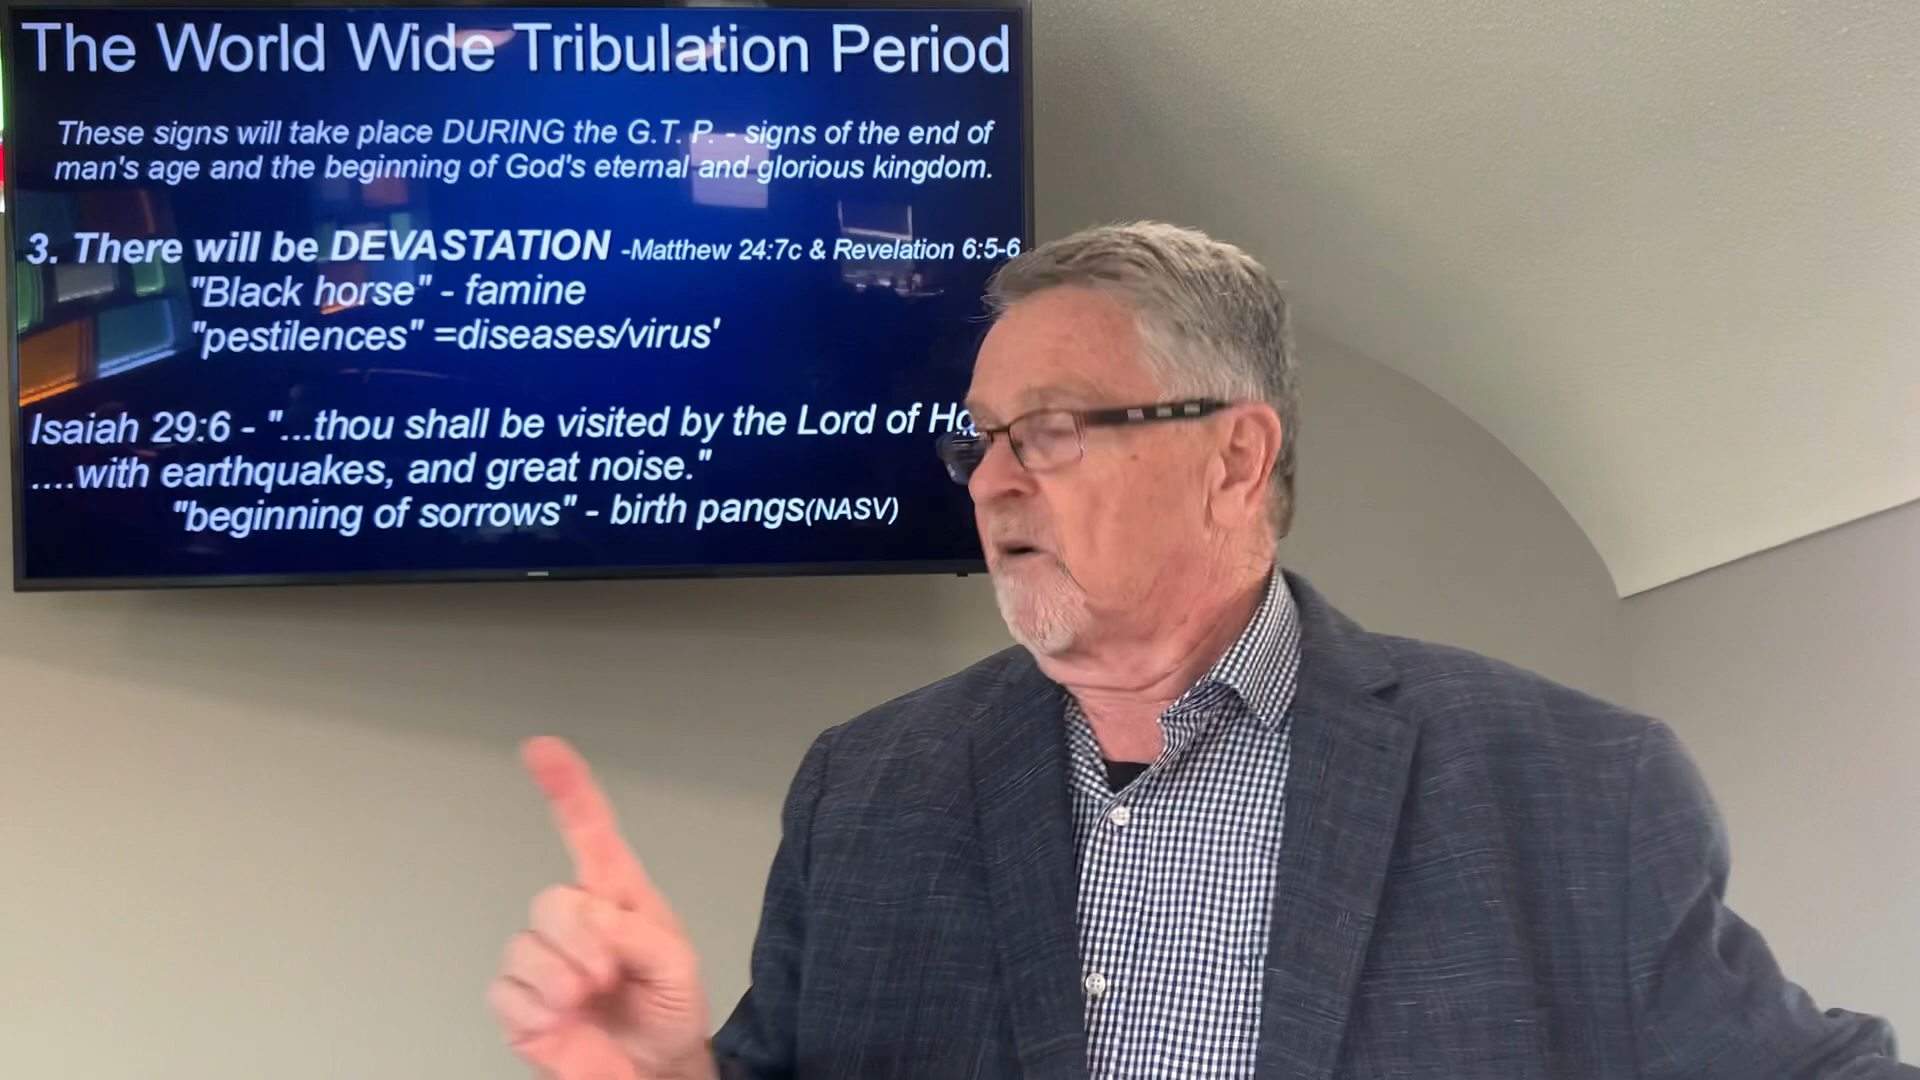 The World Wide Tribulation Period
These signs will take place DURING the G.T. P. - signs of the end of
man's age and the beginning of God's eternal and glorious kingdom.
3. There will be DEVASTATION -Matthew 24:7c & Revelation 6:5-6
"Black horse" - famine
"pestilences" =diseases/virus'
Isaiah 29:6 - "...thou shall be visited by the Lord of
....with earthquakes, and great noise."
"beginning of sorrows" - birth pangs(NASV)